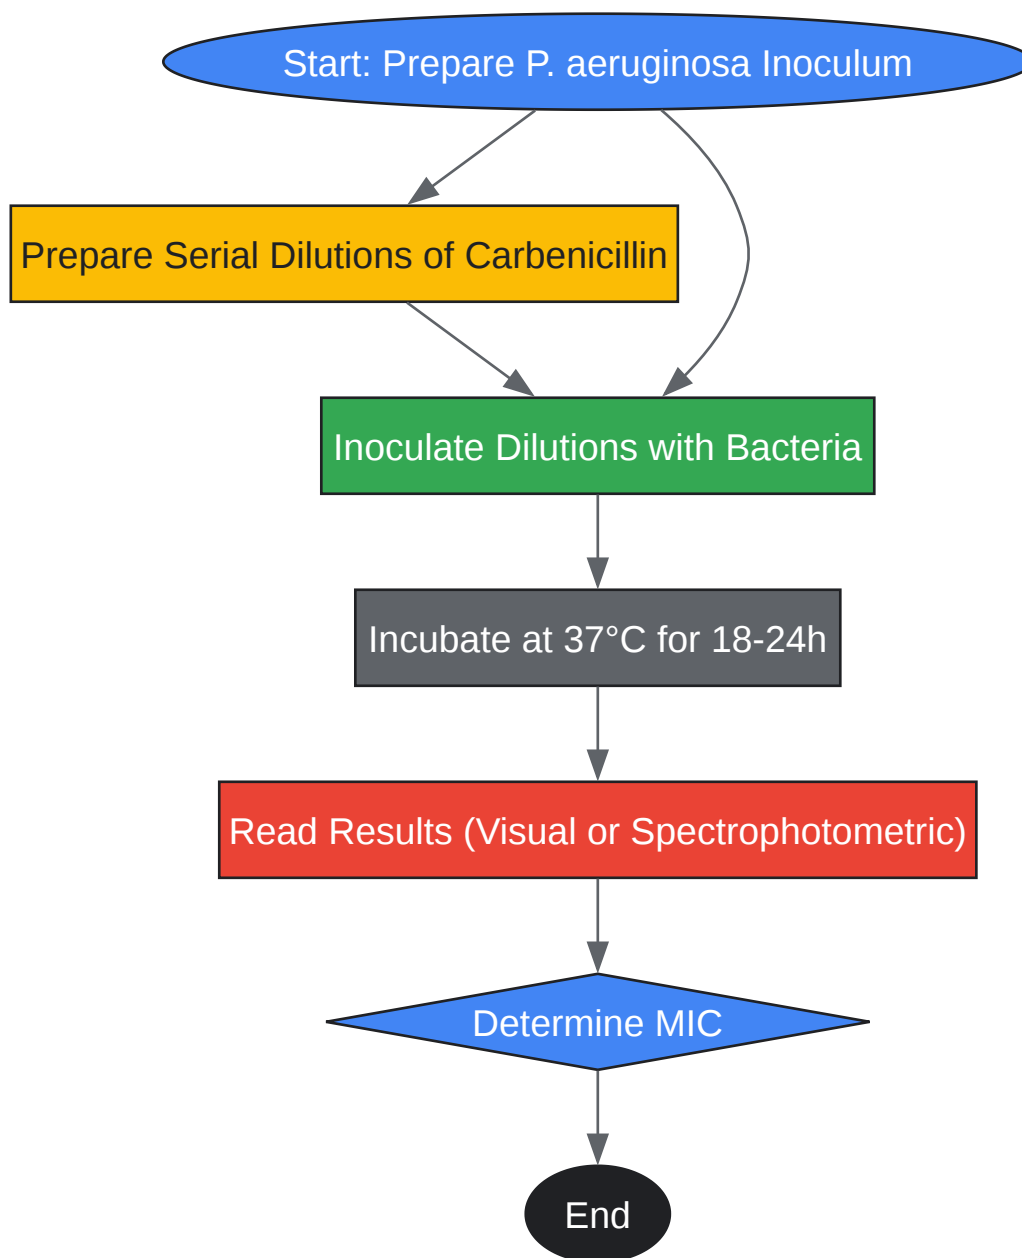 Start: Prepare P. aeruginosa Inoculum
Prepare Serial Dilutions of Carbenicillin
Inoculate Dilutions with Bacteria
Incubate at 37°C for 18-24h
Read Results (Visual or Spectrophotometric)
Determine MIC
End